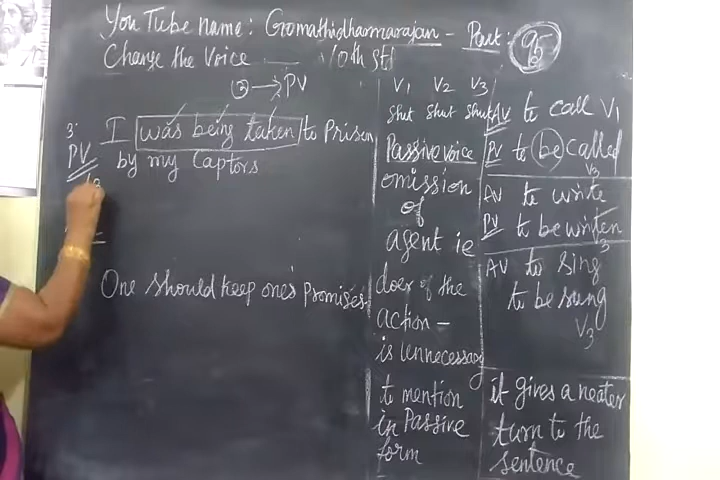 You Tube name: Gromathidharmarajan - Part: 95
Change the Voice 10th Std
③ → PV
3. I was being taken to Prison
PV by my Captors
One should keep one's Promises.
V1 V2 V3
Shut Shut Shut
Passive voice
omission
of
agent ie
doer of the
action –
is unnecessary
to mention
in Passive
form
AV to call V1
PV to be called
V3
AV to write
PV to be written
3
AV to sing
to be sung
V3
it gives a neater
turn to the
sentence